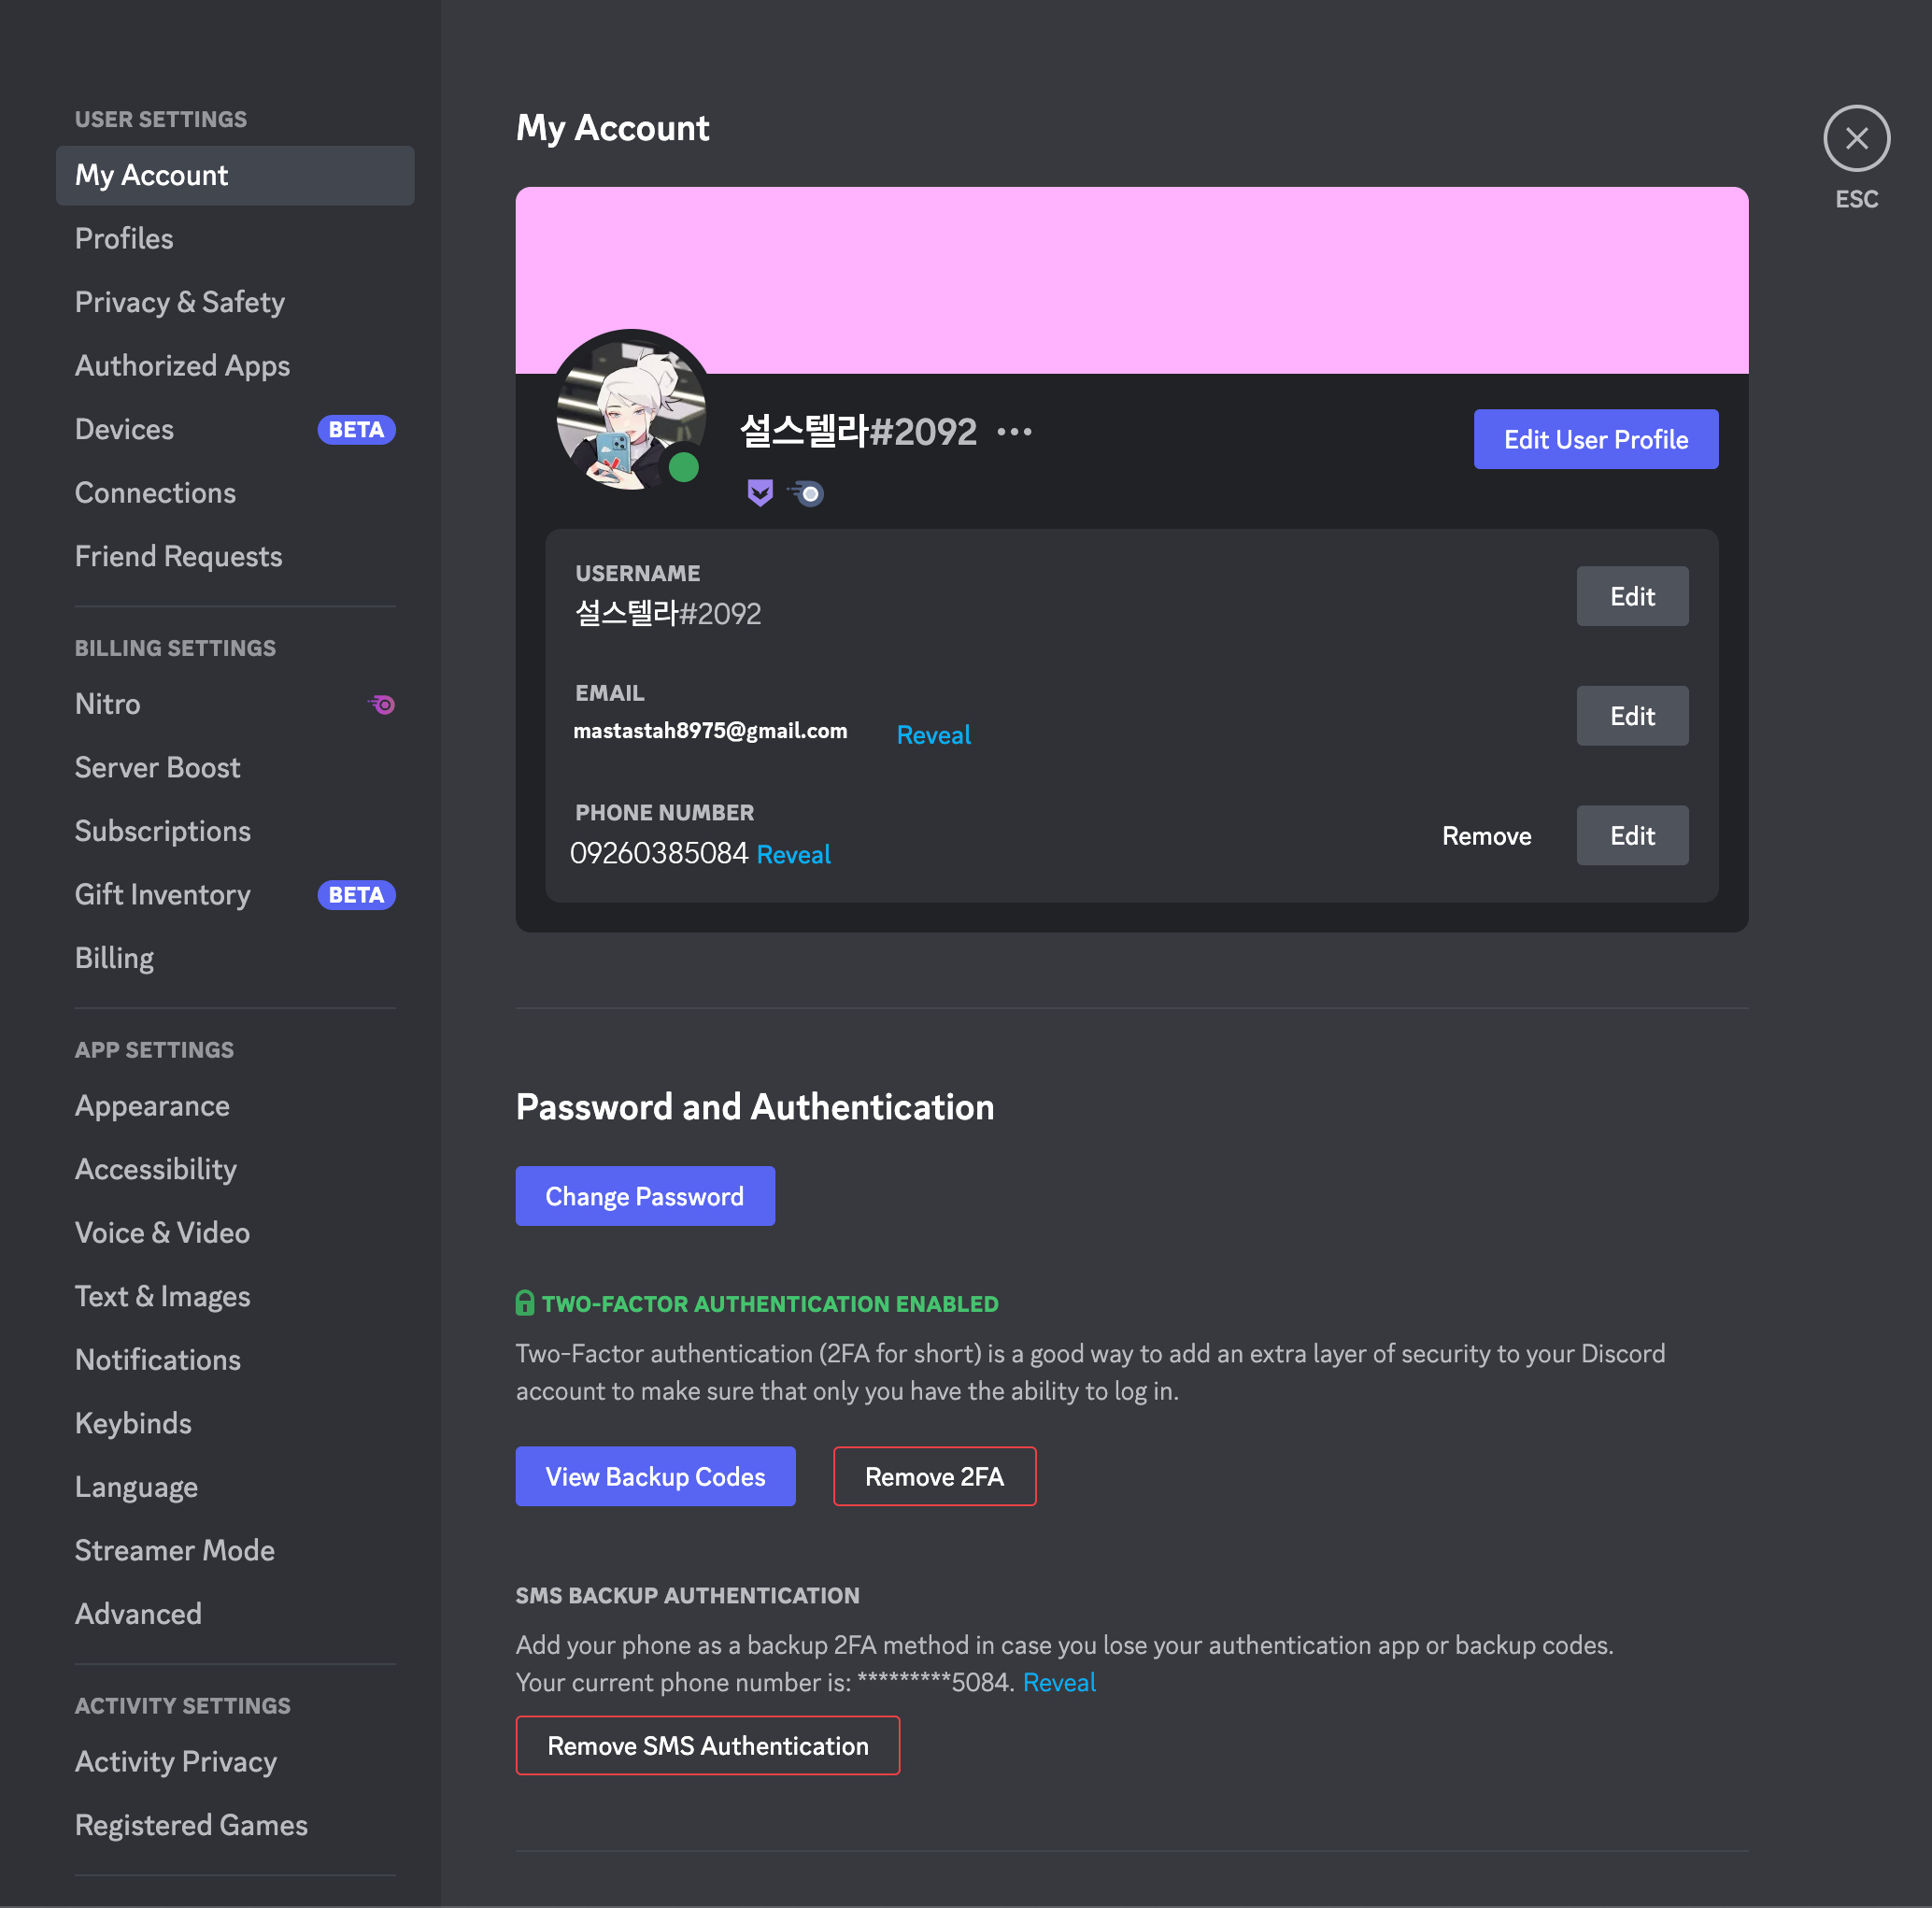 USER SETTINGS
My Account
Profiles
Privacy & Safety
Authorized Apps
Devices BETA
Connections
Friend Requests
BILLING SETTINGS
Nitro
Server Boost
Subscriptions
Gift Inventory BETA
Billing
APP SETTINGS
Appearance
Accessibility
Voice & Video
Text & Images
Notifications
Keybinds
Language
Streamer Mode
Advanced
ACTIVITY SETTINGS
Activity Privacy
Registered Games
My Account
ESC
설스텔라#2092
Edit User Profile
USERNAME
설스텔라#2092
Edit
EMAIL
mastastah8975@gmail.com Reveal
Edit
PHONE NUMBER
09260385084 Reveal
Remove Edit
Password and Authentication
Change Password
TWO-FACTOR AUTHENTICATION ENABLED
Two-Factor authentication (2FA for short) is a good way to add an extra layer of security to your Discord
account to make sure that only you have the ability to log in.
View Backup Codes Remove 2FA
SMS BACKUP AUTHENTICATION
Add your phone as a backup 2FA method in case you lose your authentication app or backup codes.
Your current phone number is: *********5084. Reveal
Remove SMS Authentication